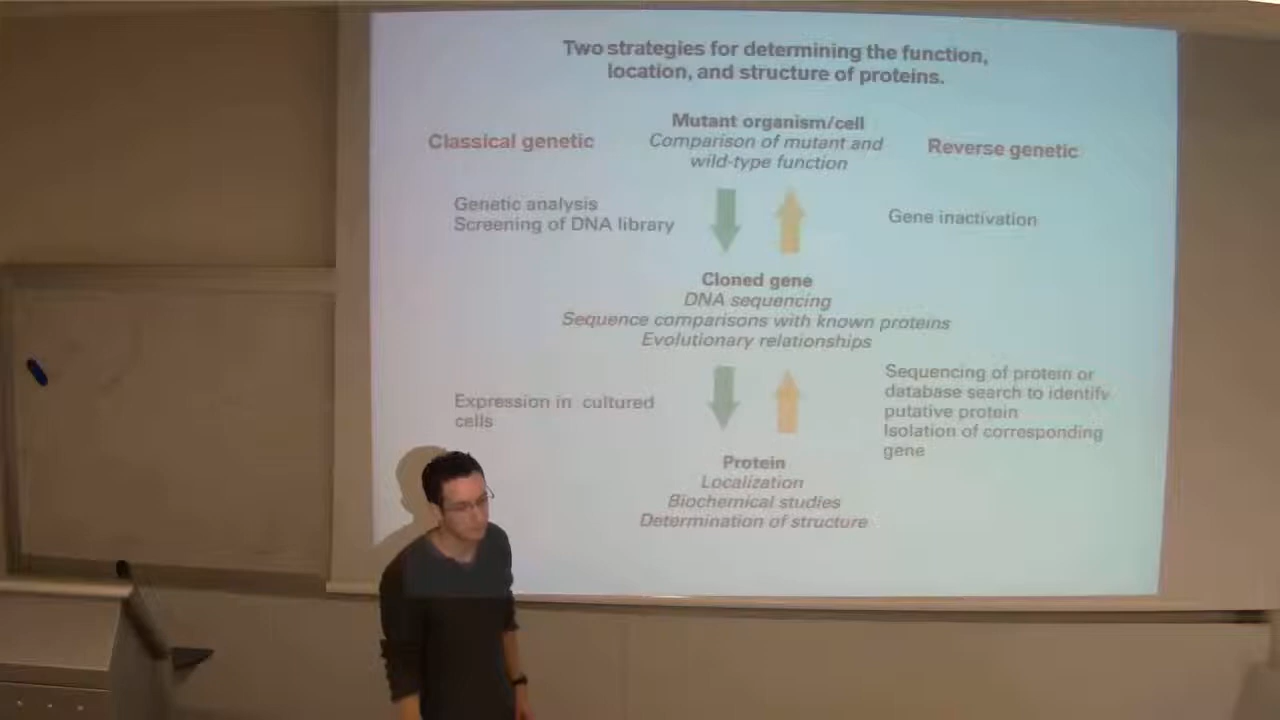 Two strategies for determining the function,
location, and structure of proteins.
Mutant organism/cell
Classical genetic
Comparison of mutant and
wild-type function
Reverse genetic
Genetic analysis
Screening of DNA library
Gene inactivation
Cloned gene
DNA sequencing
Sequence comparisons with known proteins
Evolutionary relationships
Expression in cultured
cells
Sequencing of protein or
database search to identify
putative protein
Isolation of corresponding
gene
Protein
Localization
Biochemical studies
Determination of structure